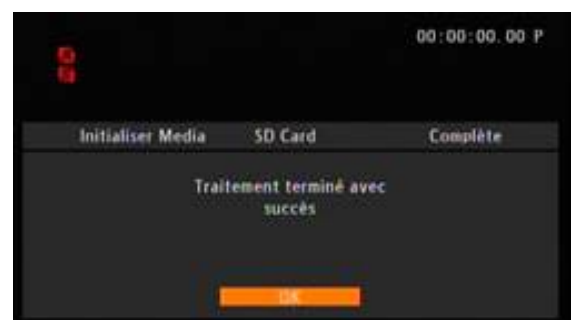 00:00:00.00 P
Initialiser Media SD Card Complète
Traitement terminé avec
succès
OK